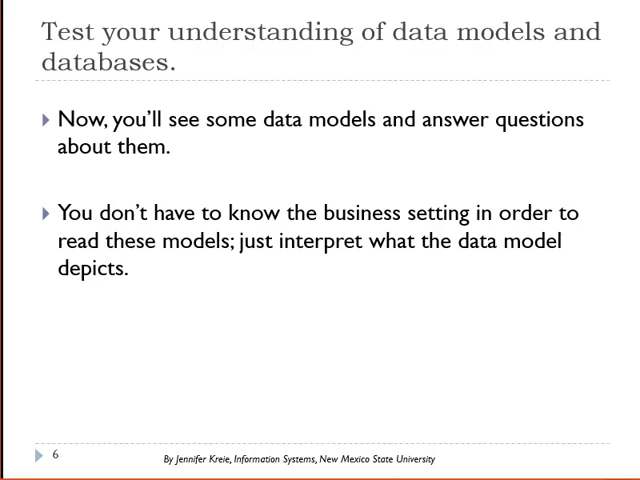 Test your understanding of data models and
databases.
Now, you'll see some data models and answer questions
about them.
You don't have to know the business setting in order to
read these models; just interpret what the data model
depicts.
6
By Jennifer Kreie, Information Systems, New Mexico State University